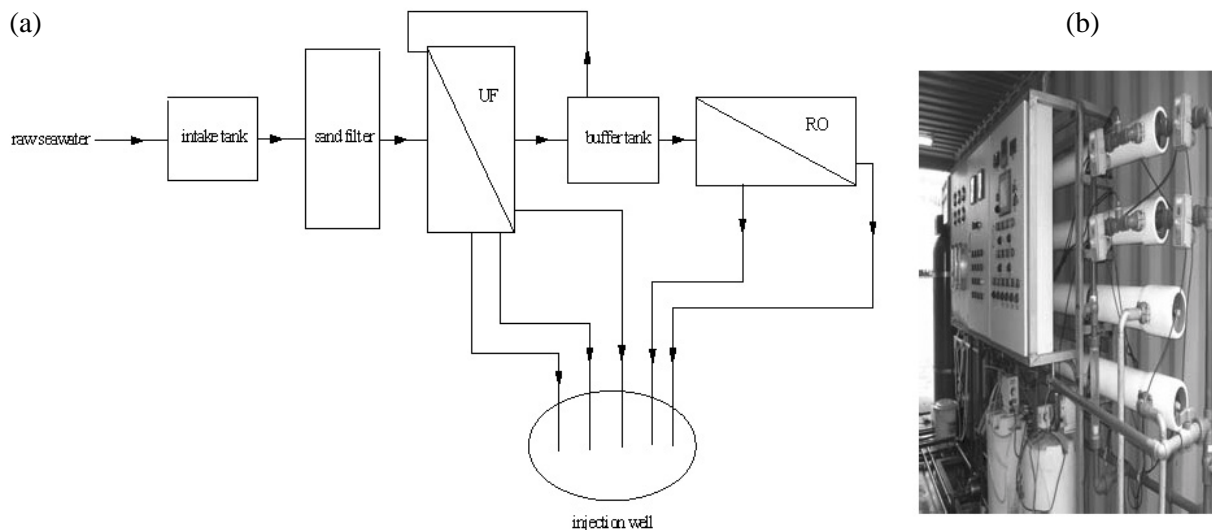 (a)
(b)
UF
RO
raw seawater
intake tank
sand filter
buffer tank
injection well